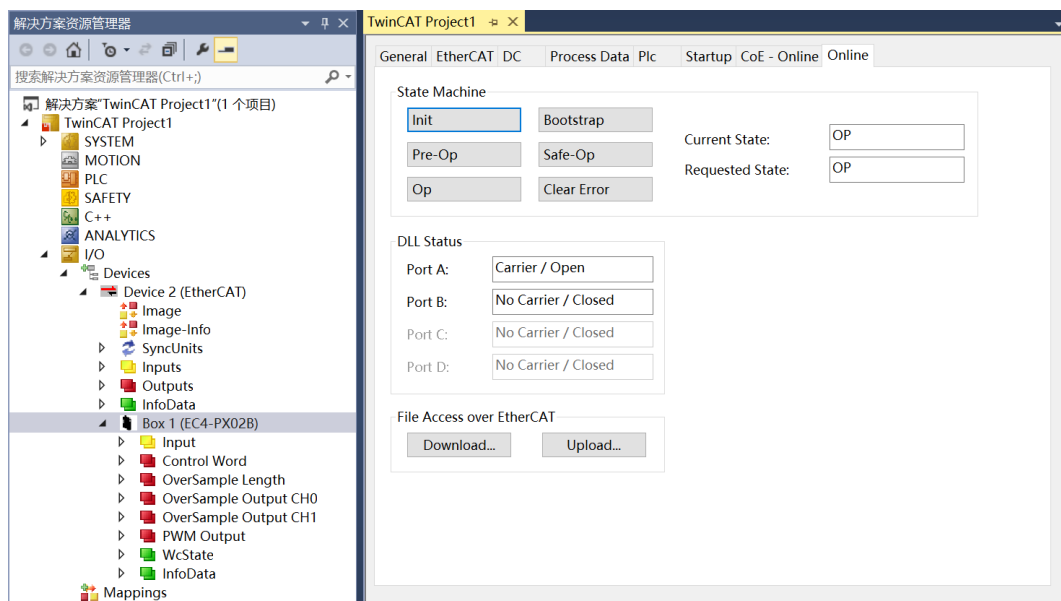 解决方案资源管理器
搜索解决方案资源管理器(Ctrl+;)
解决方案"TwinCAT Project1"(1 个项目)
TwinCAT Project1
SYSTEM
MOTION
PLC
SAFETY
C++
ANALYTICS
I/O
Devices
Device 2 (EtherCAT)
Image
Image-Info
SyncUnits
Inputs
Outputs
InfoData
Box 1 (EC4-PX02B)
Input
Control Word
OverSample Length
OverSample Output CH0
OverSample Output CH1
PWM Output
WcState
InfoData
Mappings
TwinCAT Project1
General EtherCAT DC Process Data Plc Startup CoE - Online Online
State Machine
Init Bootstrap
Pre-Op Safe-Op
Op Clear Error
Current State: OP
Requested State: OP
DLL Status
Port A: Carrier / Open
Port B: No Carrier / Closed
Port C: No Carrier / Closed
Port D: No Carrier / Closed
File Access over EtherCAT
Download... Upload...